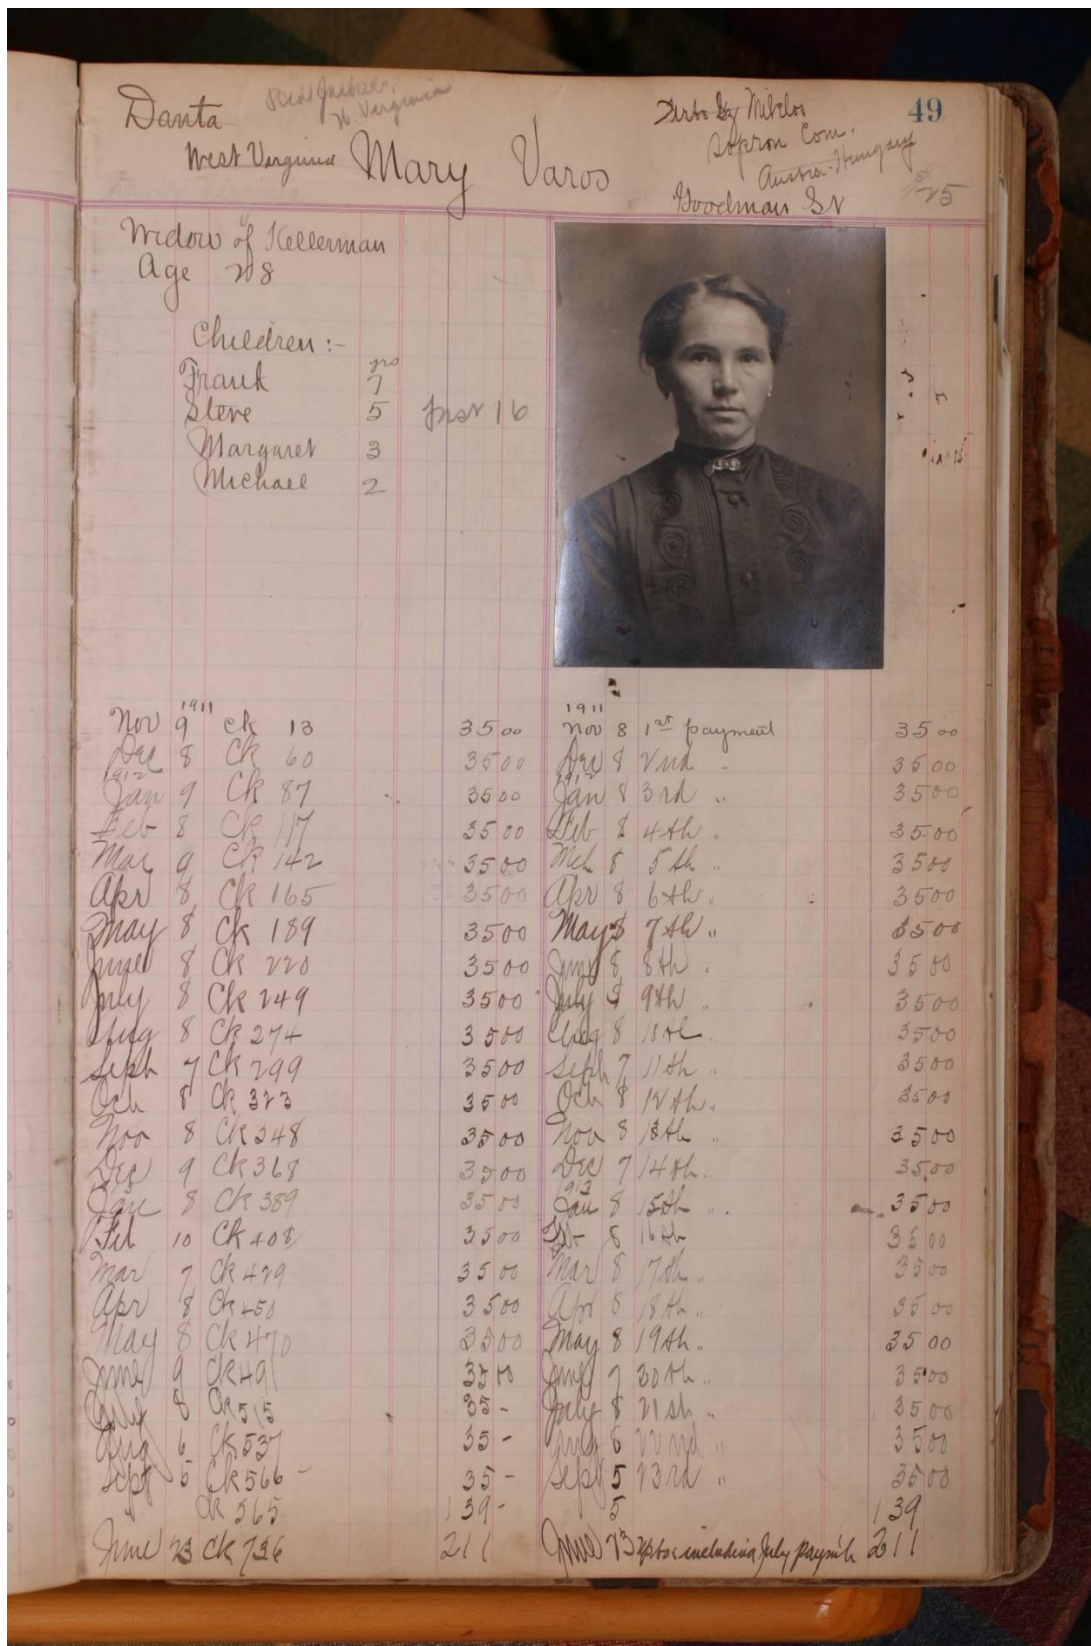 Danta
W. Virginia
49
Miklos
Sopron Com.
West Virginia Mary Varos
Austra-Hungary
Goodman St
$25
Widow of Kellerman
Age 28
Children :-
yrs
Frank 7
Steve 5
16
Margaret 3
Michael 2
1911 1911
Nov 9 ck 13 35 00 Nov 8 1st payment 35 00
Dec 8 Ck 60 35 00 Dec 8 2nd 35 00
1912 1912
Jan 9 Ck 87 35 00 Jan 8 3rd " 35 00
Feb 8 Ck 117 35 00 Feb 8 4th " 35 00
Mar 9 Ck 142 35 00 Mch 8 5th " 35 00
Apr 8 Ck 165 35 00 Apr 8 6th " 35 00
May 8 Ck 189 35 00 May 8 7th " 35 00
June 8 Ck 220 35 00 June 8 8th " 35 00
July 8 Ck 249 35 00 July 8 9th " 35 00
Aug 8 Ck 274 35 00 Aug 8 10th 35 00
Sept 7 Ck 299 35 00 Sept 7 11th " 35 00
Oct 8 Ck 323 35 00 Oct 8 12th " 35 00
Nov 8 Ck 348 35 00 Nov 8 13th " 35 00
Dec 9 Ck 368 35 00 Dec 7 14th " 35 00
1913
Jan 8 Ck 389 35 00 Jan 8 15th " 35 00
Feb 10 Ck 408 35 00 Feb 8 16th 35 00
Mar 7 Ck 429 35 00 Mar 8 17th " 35 00
Apr 8 Ck 450 35 00 Apr 8 18th " 35 00
May 8 Ck 470 35 00 May 8 19th " 35 00
June 9 Ck 491 35 00 June 7 20th " 35 00
July 8 Ck 515 35 - July 8 21st " 35 00
Aug 6 Ck 537 35 - Aug 6 22nd " 35 00
Sept 5 Ck 566 - 35 - Sept 5 23rd " 35 00
" Ck 565 139 - 5 139
June 23 Ck 736 211 June 23 up to & including July paym't 211